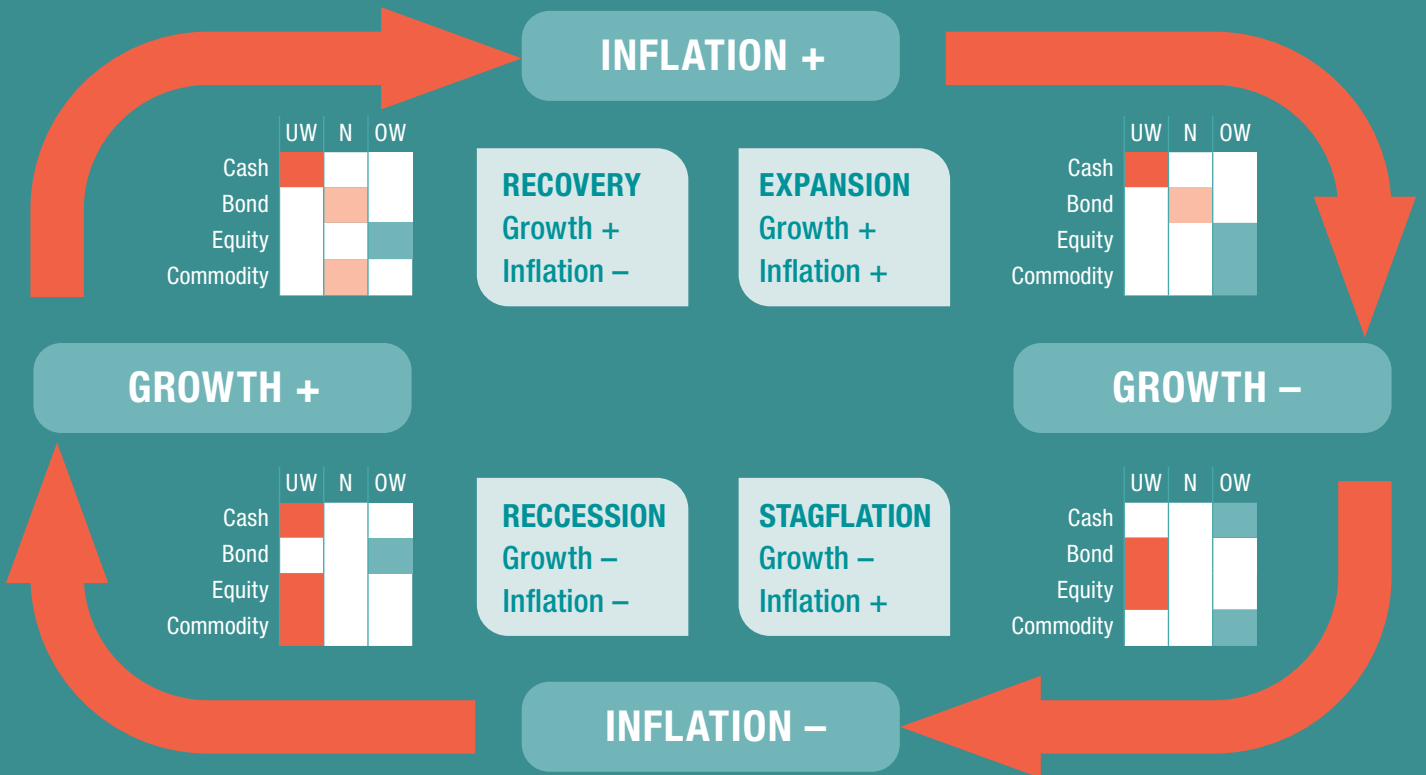 INFLATION +
UW N OW
Cash
Bond
Equity
Commodity
RECOVERY
Growth +
Inflation –
EXPANSION
Growth +
Inflation +
UW N OW
Cash
Bond
Equity
Commodity
GROWTH +
GROWTH –
UW N OW
Cash
Bond
Equity
Commodity
RECCESSION
Growth –
Inflation –
STAGFLATION
Growth –
Inflation +
UW N OW
Cash
Bond
Equity
Commodity
INFLATION –